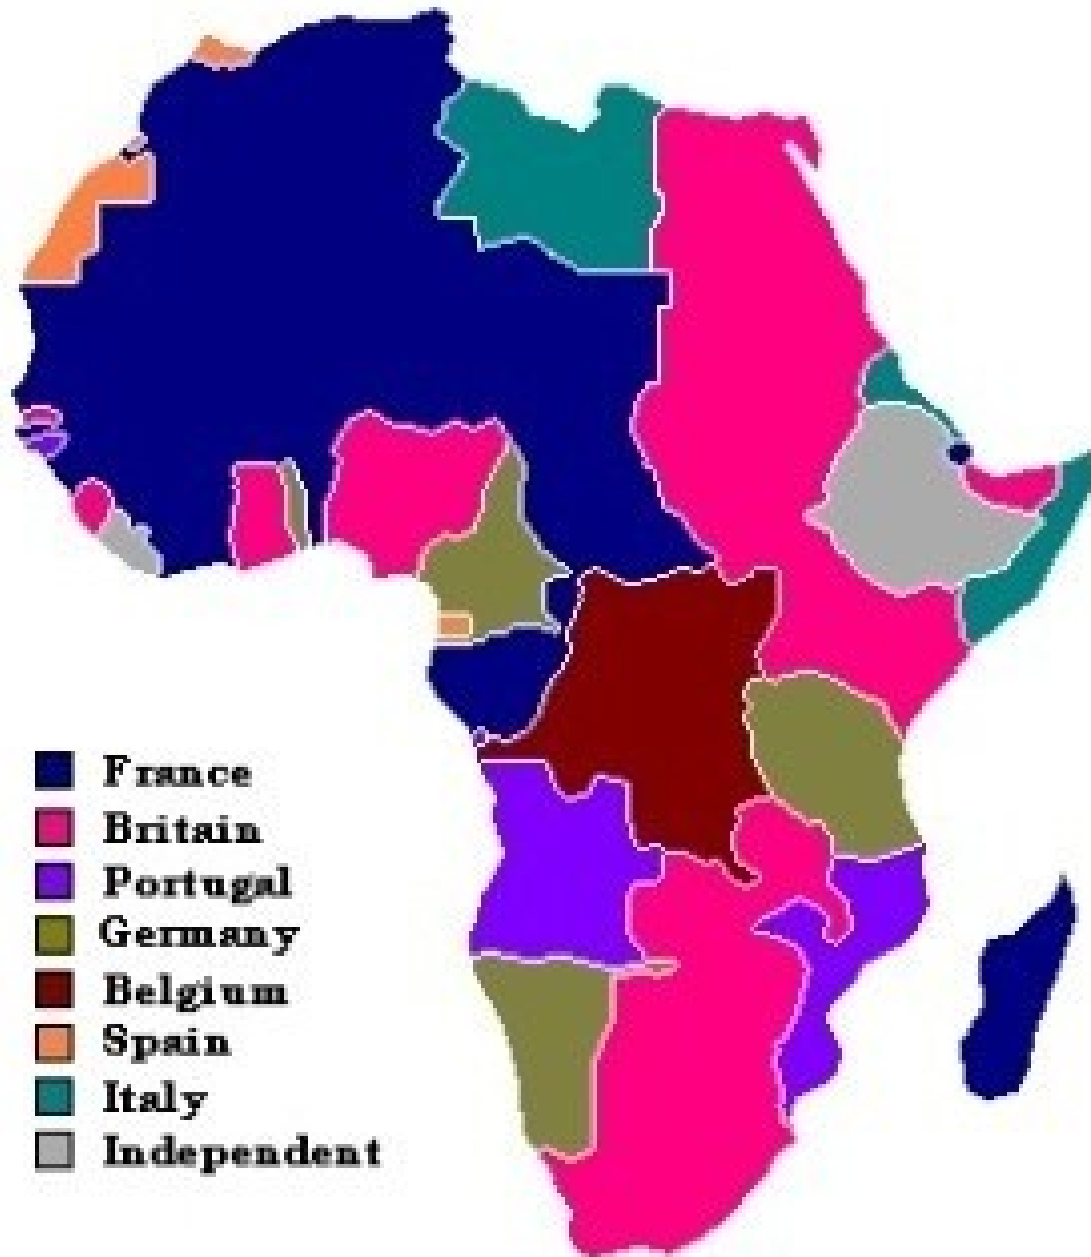 France
Britain
Portugal
Germany
Belgium
Spain
Italy
Independent